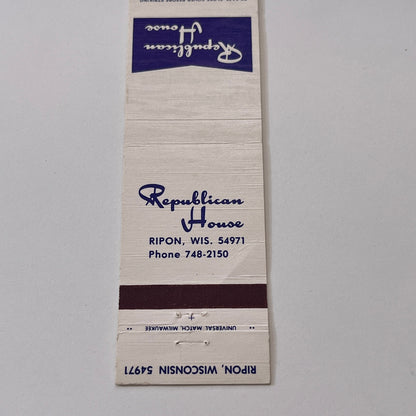 Republican
House
Republican
House
RIPON, WIS. 54971
Phone 748-2150
UNIVERSAL MATCH, MILWAUKEE
RIPON, WISCONSIN 54971